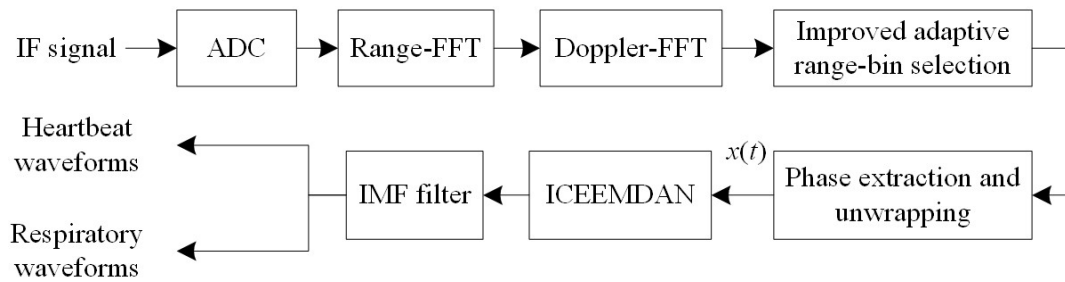 IF signal
ADC
Range-FFT
Doppler-FFT
Improved adaptive
range-bin selection
Heartbeat
waveforms
Respiratory
waveforms
IMF filter
ICEEMDAN
x(t)
Phase extraction and
unwrapping